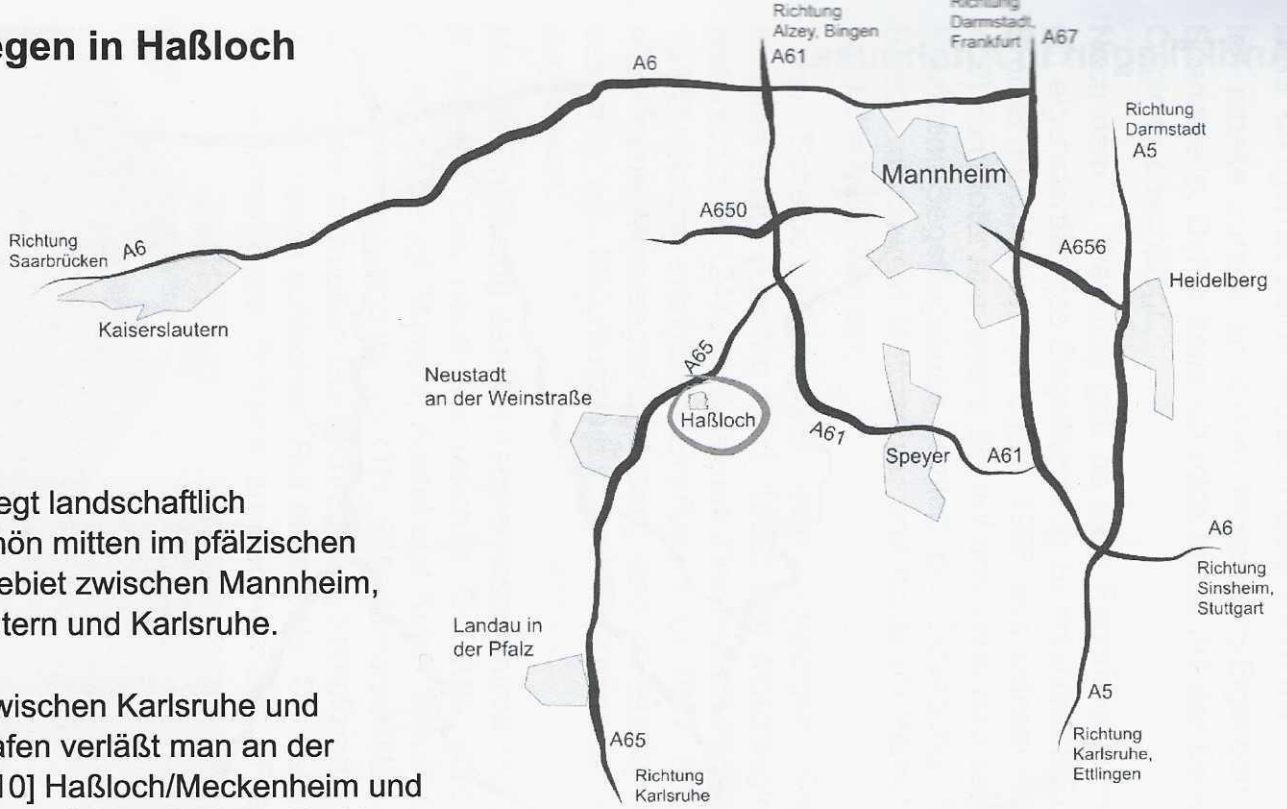 egen in Haßloch
Richtung
Alzey, Bingen
A61
Richtung
Darmstadt,
Frankfurt
A67
A6
Richtung
Darmstadt
A5
Mannheim
A650
A656
Richtung
Saarbrücken
A6
Heidelberg
Kaiserslautern
A65
Neustadt
an der Weinstraße
Haßloch
A61
Speyer
A61
egt landschaftlich
hön mitten im pfälzischen
ebiet zwischen Mannheim,
tern und Karlsruhe.
A6
Richtung
Sinsheim,
Stuttgart
Landau in
der Pfalz
wischen Karlsruhe und
afen verläßt man an der
10] Haßloch/Meckenheim und
A65
Richtung
Karlsruhe
A5
Richtung
Karlsruhe,
Ettlingen